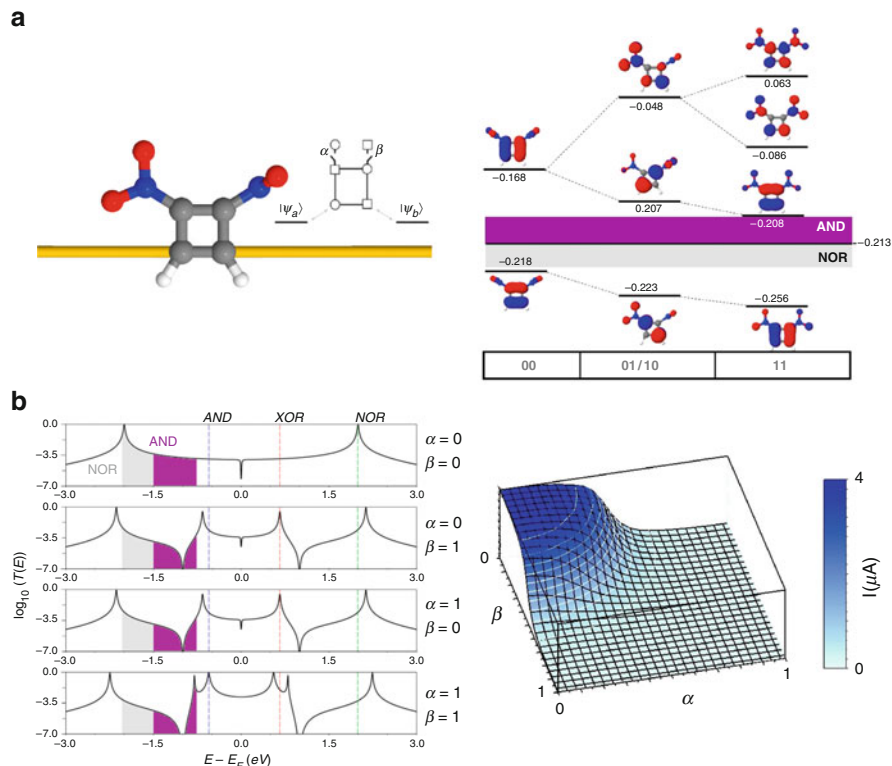 a
α
β
|ψa⟩
|ψb⟩
0.063
−0.048
−0.086
−0.168
0.207
−0.208
AND
−0.213
NOR
−0.218
−0.223
−0.256
00
01/10
11
b
AND
XOR
NOR
0.0
−3.5
−7.0
AND
NOR
α = 0
β = 0
−3.0
−1.5
0.0
1.5
3.0
0.0
−3.5
−7.0
α = 0
β = 1
−3.0
−1.5
0.0
1.5
3.0
0.0
−3.5
−7.0
α = 1
β = 0
−3.0
−1.5
0.0
1.5
3.0
0.0
−3.5
−7.0
α = 1
β = 1
−3.0
−1.5
0.0
1.5
3.0
log10 (T(E))
E − EF (eV)
0
β
1
0
α
1
1
4
I(μA)
0